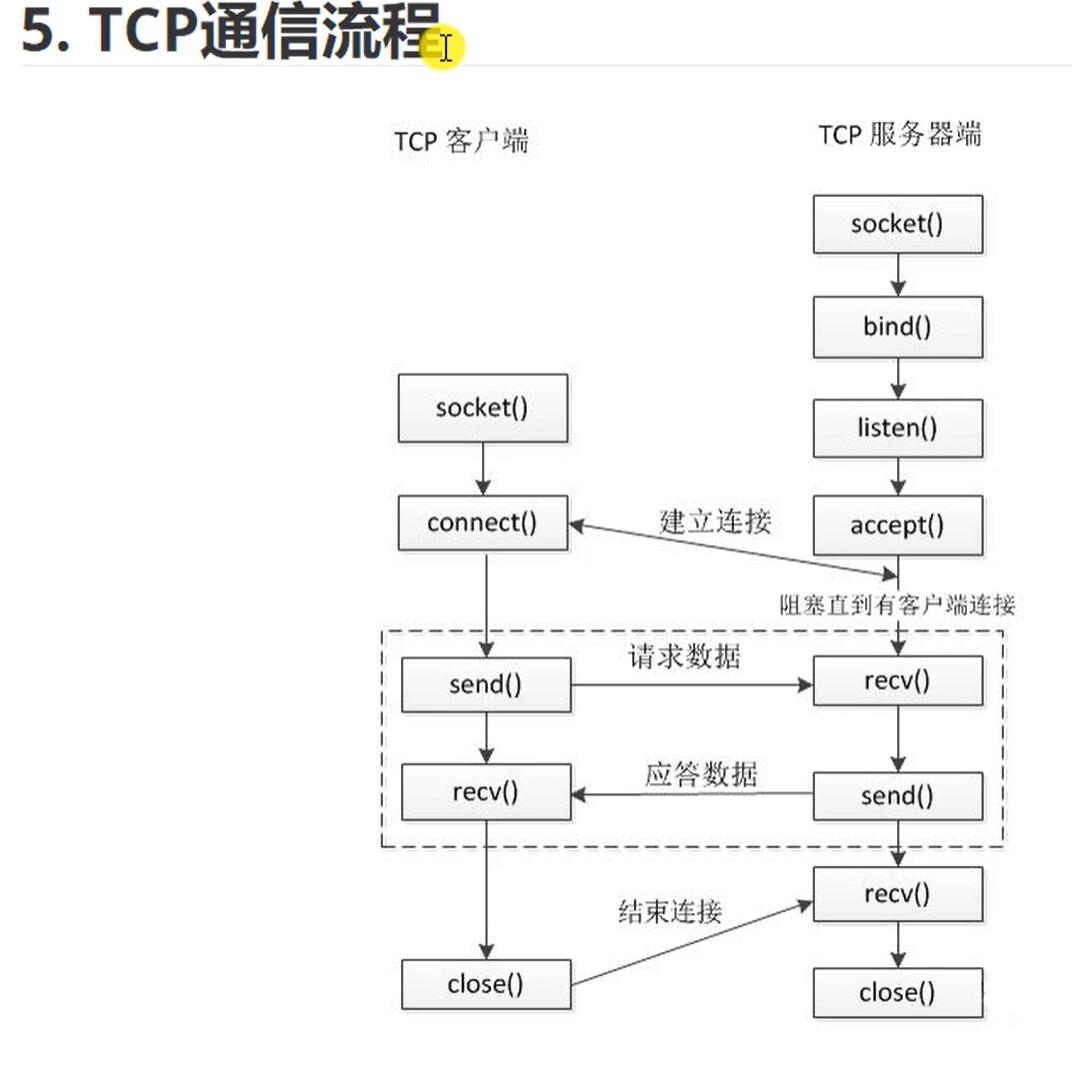 5. TCP通信流程
TCP 客户端
TCP 服务器端
socket()
bind()
socket()
listen()
connect()
建立连接
accept()
阻塞直到有客户端连接
send()
请求数据
recv()
recv()
应答数据
send()
结束连接
recv()
close()
close()